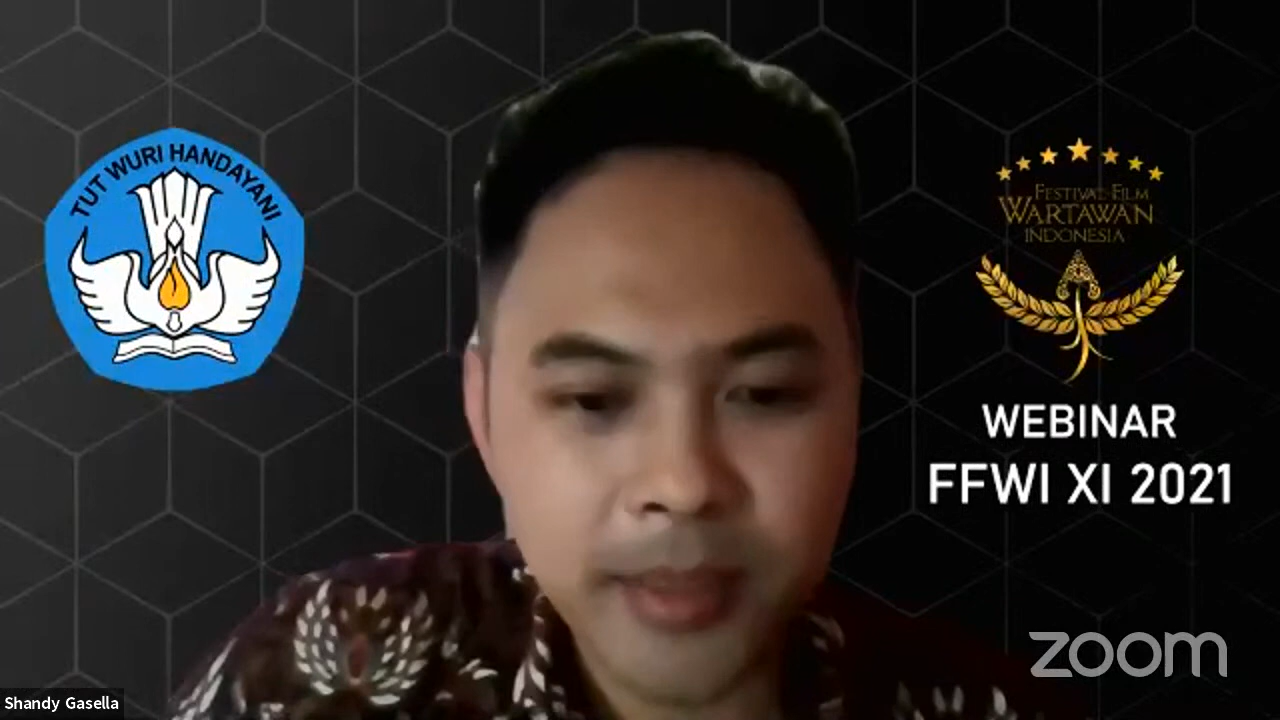 TUT WURI HANDAYANI
FESTIVAL FILM
WARTAWAN
INDONESIA
WEBINAR
FFWI XI 2021
zoom
Shandy Gasella